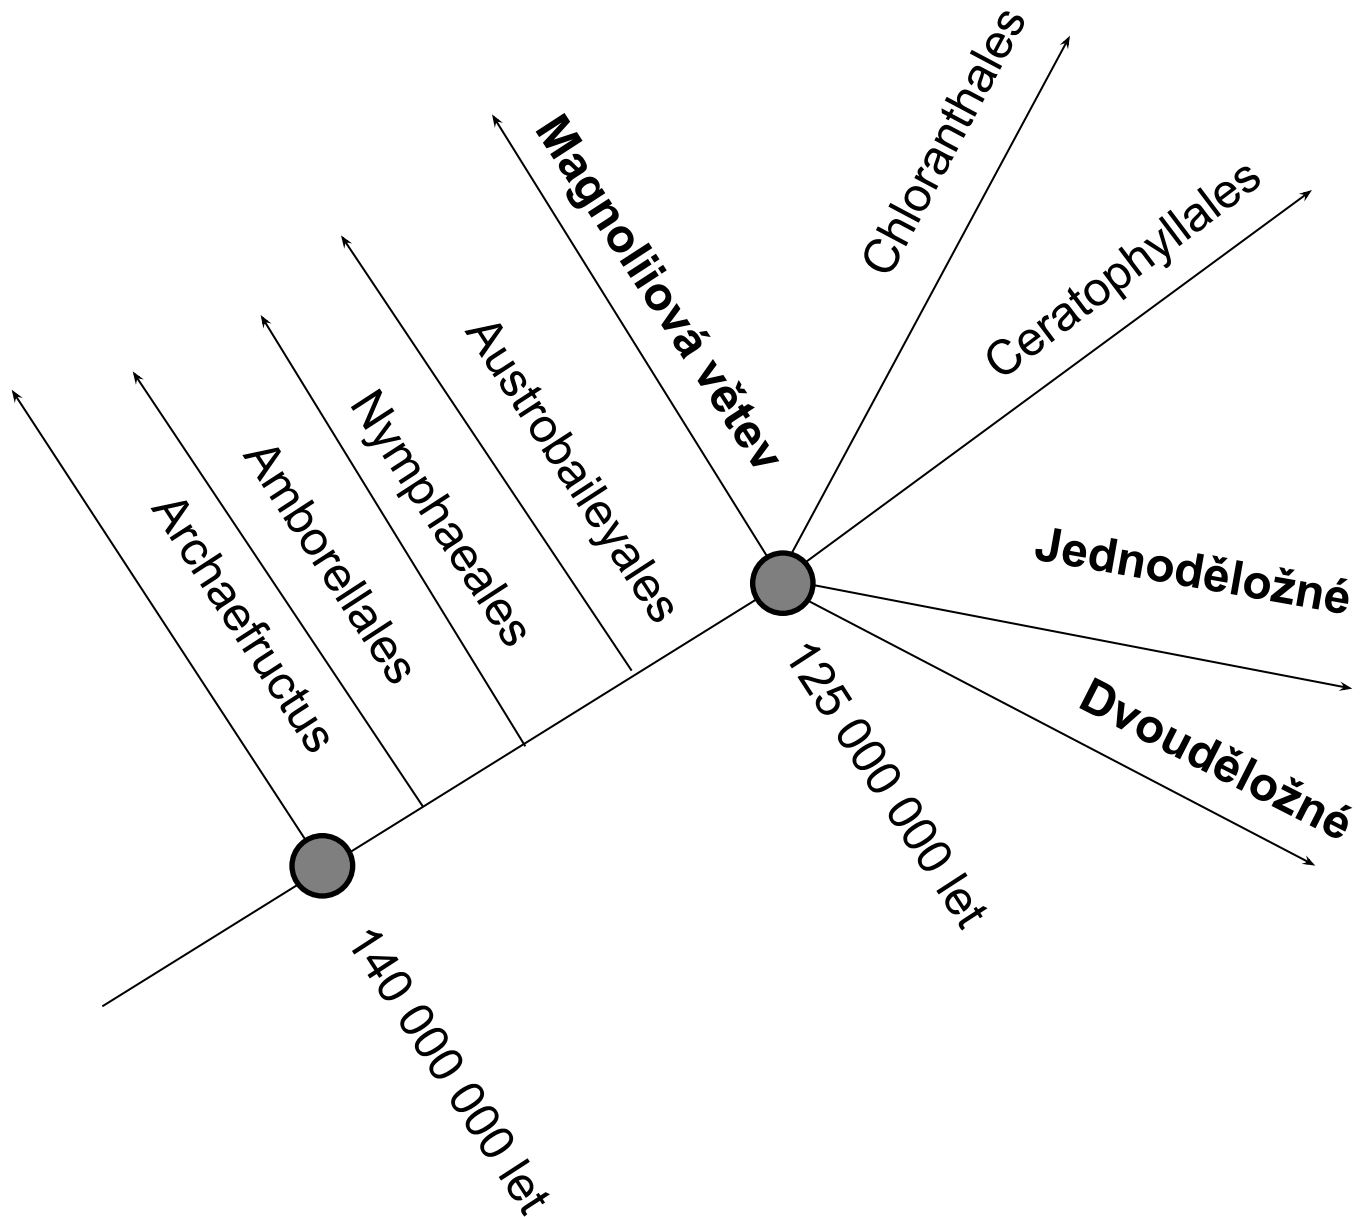 Archaefructus
Amborellales
Nymphaeales
Austrobaileyales
Magnoliiová větev
Chloranthales
Ceratophyllales
Jednoděložné
Dvouděložné
125 000 000 let
140 000 000 let